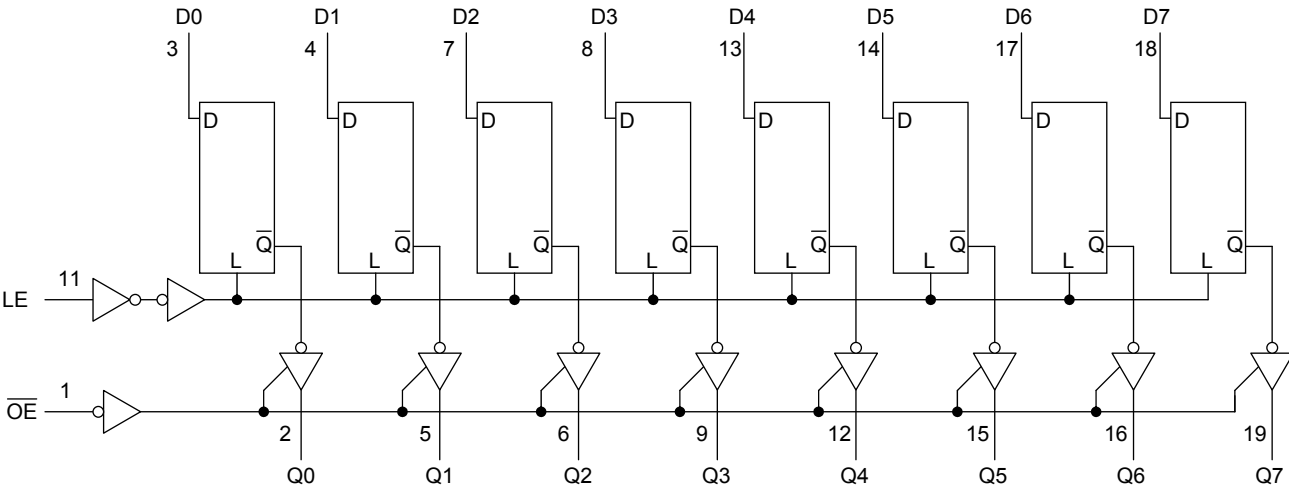 D0 D1 D2 D3 D4 D5 D6 D7
3 4 7 8 13 14 17 18
D D D D D D D D
Q̅ Q̅ Q̅ Q̅ Q̅ Q̅ Q̅ Q̅
L L L L L L L L
11
LE
1
O̅E̅
2 5 6 9 12 15 16 19
Q0 Q1 Q2 Q3 Q4 Q5 Q6 Q7